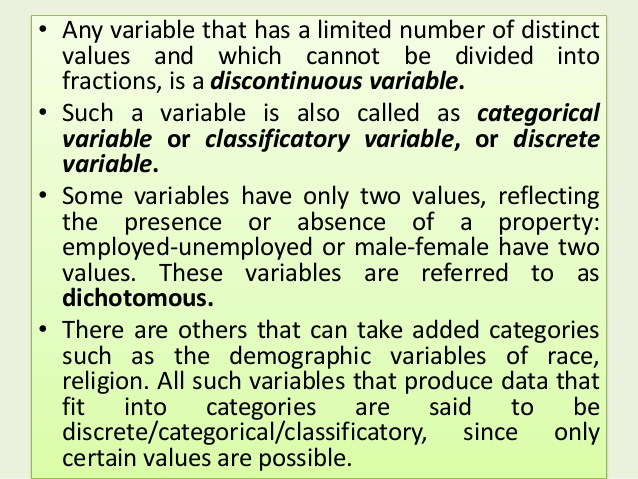 • Any variable that has a limited number of distinct
values and which cannot be divided into
fractions, is a discontinuous variable.
• Such a variable is also called as categorical
variable or classificatory variable, or discrete
variable.
• Some variables have only two values, reflecting
the presence or absence of a property:
employed-unemployed or male-female have two
values. These variables are referred to as
dichotomous.
• There are others that can take added categories
such as the demographic variables of race,
religion. All such variables that produce data that
fit into categories are said to be
discrete/categorical/classificatory, since only
certain values are possible.